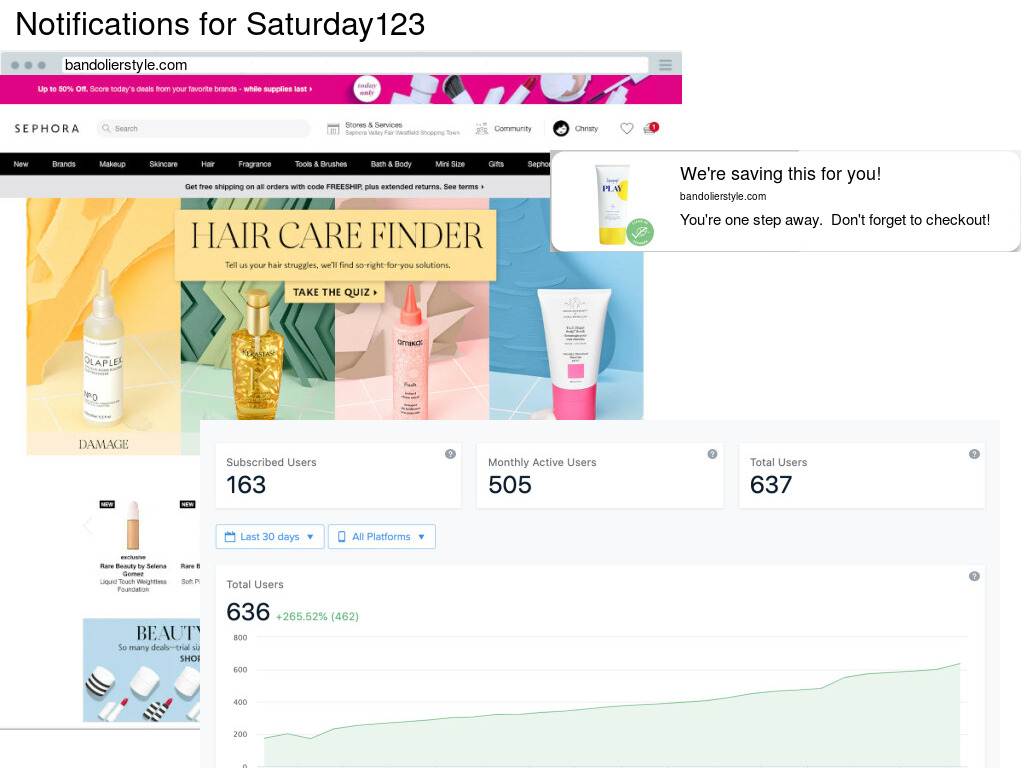 Notifications for Saturday123
bandolierstyle.com
Up to 50% Off. Score today's deals from your favorite brands - while supplies last ›
today only
SEPHORA
Search
Stores & Services
Sephora Valley Fair Westfield Shopping Town
Community
Christy
1
New Brands Makeup Skincare Hair Fragrance Tools & Brushes Bath & Body Mini Size Gifts
Get free shipping on all orders with code FREESHIP, plus extended returns. See terms ›
We're saving this for you!
bandolierstyle.com
You're one step away.  Don't forget to checkout!
PLAY
HAIR CARE FINDER
Tell us your hair struggles, we'll find so-right-for-you solutions.
TAKE THE QUIZ ›
OLAPLEX.
Nº.0
KERASTASE
amika:
DAMAGE
Subscribed Users
163
Monthly Active Users
505
Total Users
637
Last 30 days
All Platforms
NEW
NEW
exclusive
Rare Beauty by Selena
Gomez
Liquid Touch Weightless
Foundation
Rare B
Soft Pi
Total Users
636 +265.52% (462)
800
600
400
200
0
BEAUTY
So many deals—trial siz
SHOP